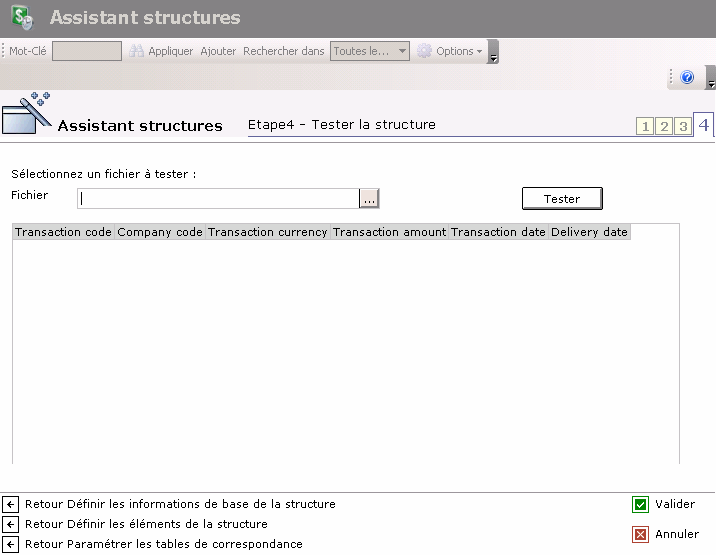 Assistant structures
Mot-Clé Appliquer Ajouter Rechercher dans Toutes le... Options
Assistant structures Etape4 - Tester la structure 1 2 3 4
Sélectionnez un fichier à tester :
Fichier ... Tester
Transaction code Company code Transaction currency Transaction amount Transaction date Delivery date
Retour Définir les informations de base de la structure Valider
Retour Définir les éléments de la structure
Retour Paramétrer les tables de correspondance Annuler